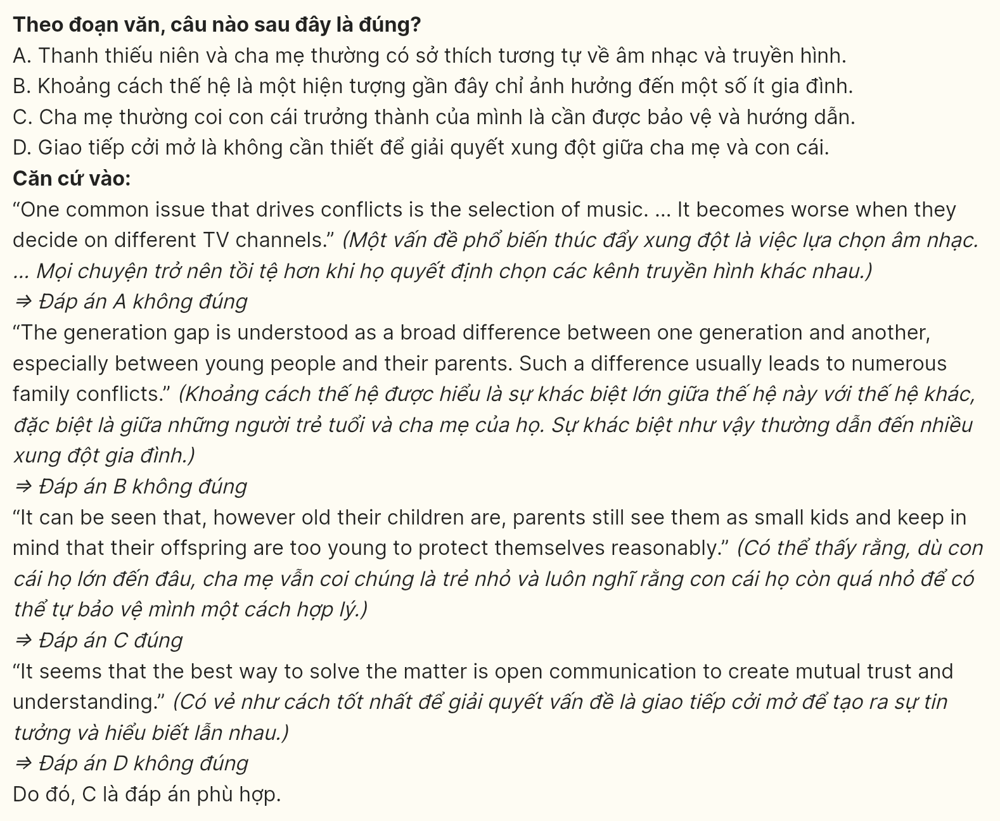 Theo đoạn văn, câu nào sau đây là đúng?
A. Thanh thiếu niên và cha mẹ thường có sở thích tương tự về âm nhạc và truyền hình.
B. Khoảng cách thế hệ là một hiện tượng gần đây chỉ ảnh hưởng đến một số ít gia đình.
C. Cha mẹ thường coi con cái trưởng thành của mình là cần được bảo vệ và hướng dẫn.
D. Giao tiếp cởi mở là không cần thiết để giải quyết xung đột giữa cha mẹ và con cái.
Căn cứ vào:
“One common issue that drives conflicts is the selection of music. ... It becomes worse when they
decide on different TV channels.” (Một vấn đề phổ biến thúc đẩy xung đột là việc lựa chọn âm nhạc.
... Mọi chuyện trở nên tồi tệ hơn khi họ quyết định chọn các kênh truyền hình khác nhau.)
⇒ Đáp án A không đúng
“The generation gap is understood as a broad difference between one generation and another,
especially between young people and their parents. Such a difference usually leads to numerous
family conflicts.” (Khoảng cách thế hệ được hiểu là sự khác biệt lớn giữa thế hệ này với thế hệ khác,
đặc biệt là giữa những người trẻ tuổi và cha mẹ của họ. Sự khác biệt như vậy thường dẫn đến nhiều
xung đột gia đình.)
⇒ Đáp án B không đúng
“It can be seen that, however old their children are, parents still see them as small kids and keep in
mind that their offspring are too young to protect themselves reasonably.” (Có thể thấy rằng, dù con
cái họ lớn đến đâu, cha mẹ vẫn coi chúng là trẻ nhỏ và luôn nghĩ rằng con cái họ còn quá nhỏ để có
thể tự bảo vệ mình một cách hợp lý.)
⇒ Đáp án C đúng
“It seems that the best way to solve the matter is open communication to create mutual trust and
understanding.” (Có vẻ như cách tốt nhất để giải quyết vấn đề là giao tiếp cởi mở để tạo ra sự tin
tưởng và hiểu biết lẫn nhau.)
⇒ Đáp án D không đúng
Do đó, C là đáp án phù hợp.